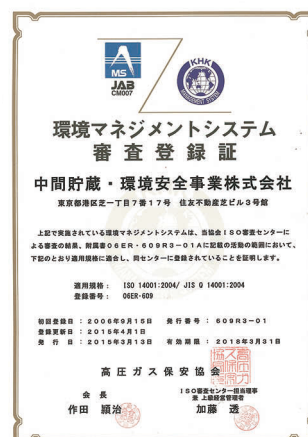 MS
JAB
CM007
KHK
MANAGEMENT SYSTEM
環境マネジメントシステム
審査登録証
中間貯蔵・環境安全事業株式会社
東京都港区芝一丁目7番17号 住友不動産芝ビル3号館
上記で実施されている環境マネジメントシステムは、当協会ISO審査センターに
よる審査の結果、附属書06ER・609R3－01Aに記載の活動の範囲において、
下記のとおり適用規格に適合し、同センターに登録されていることを証明します。
適用規格： ISO 14001:2004/ JIS Q 14001:2004
登録番号： 06ER-609
初回登録日：2006年9月15日 発行番号：609R3－01
登録更新日：2015年4月1日
発行日：2015年3月13日 有効期限：2018年3月31日
高圧ガス保安協会
会長
作田 頴治
ISO審査センター担当理事
兼 上級経営管理者
加藤 透